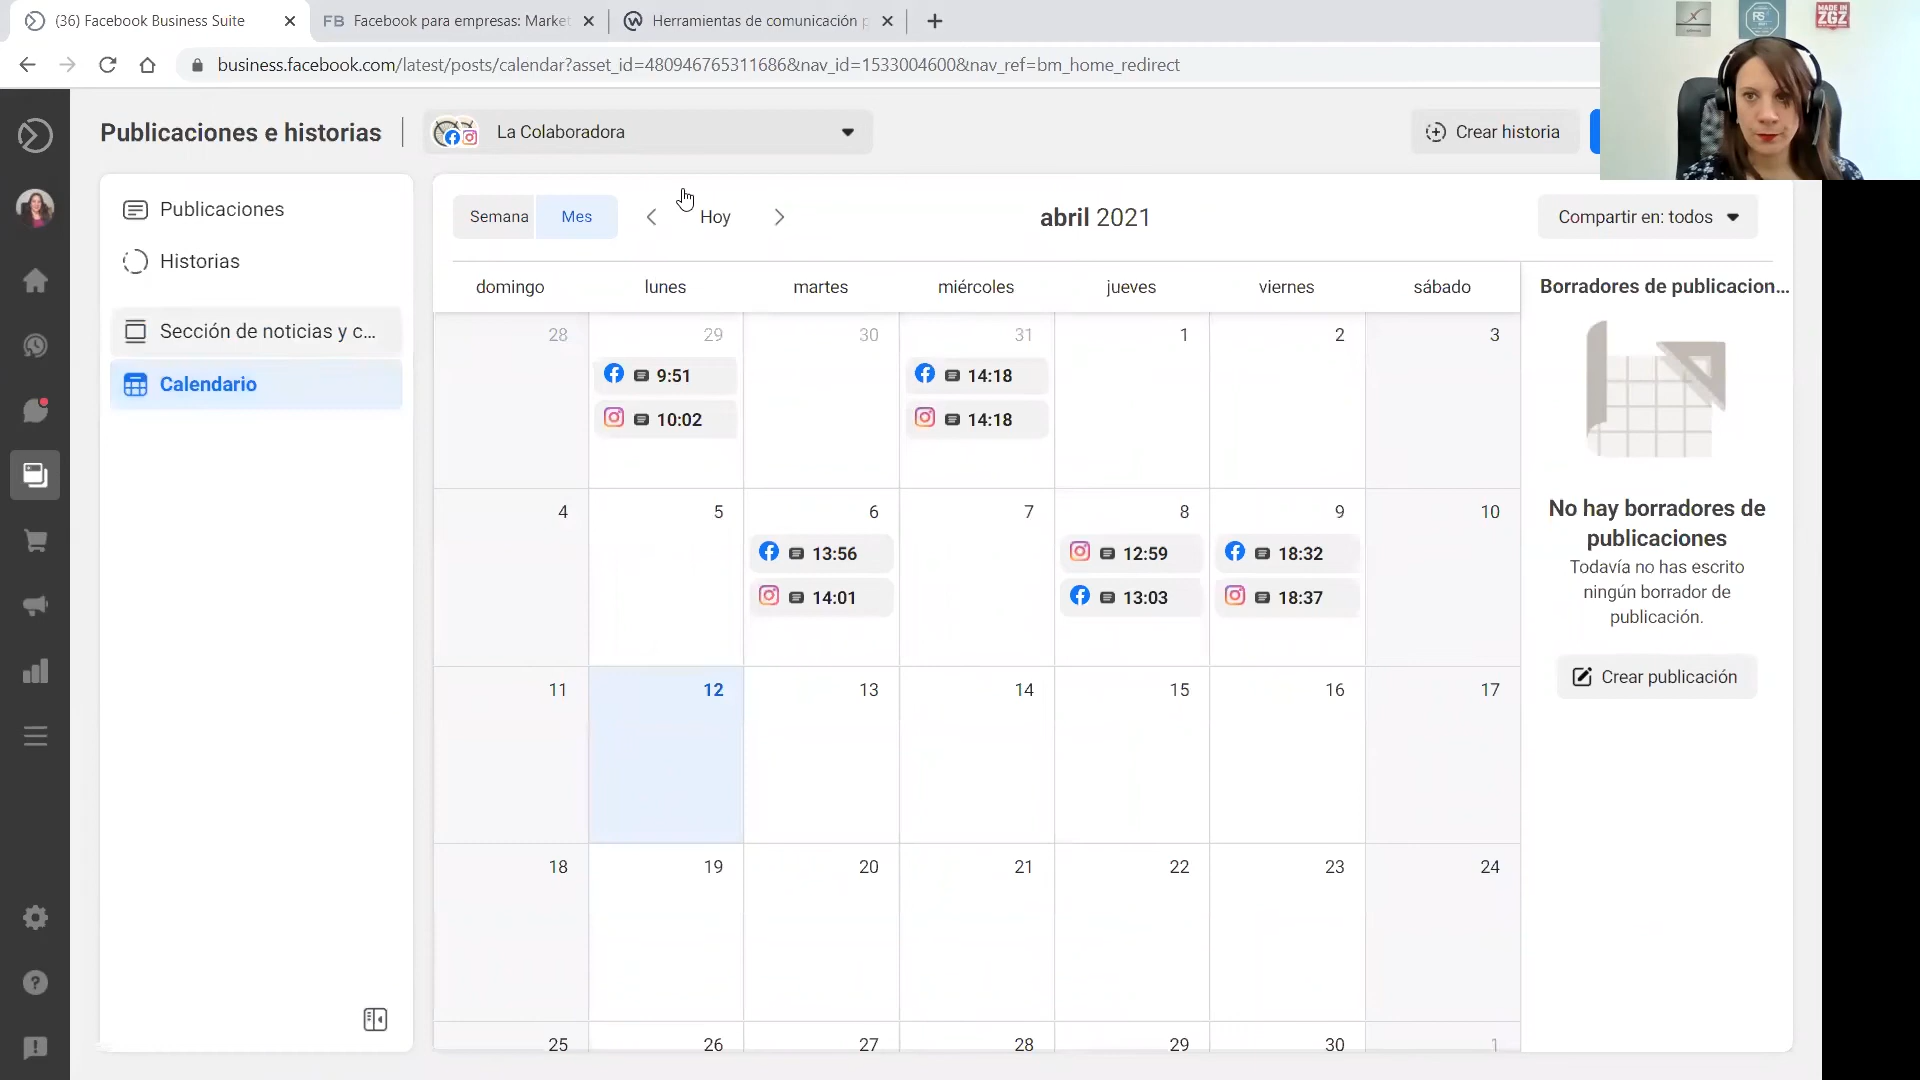 (36) Facebook Business Suite
FB Facebook para empresas: Market
Herramientas de comunicación p
business.facebook.com/latest/posts/calendar?asset_id=480946765311686&nav_id=1533004600&nav_ref=bm_home_redirect
RS
MADE IN
ZGZ
Publicaciones e historias
La Colaboradora
Crear historia
Publicaciones
Historias
Sección de noticias y c...
Calendario
Semana
Mes
Hoy
abril 2021
Compartir en: todos
domingo lunes martes miércoles jueves viernes sábado
28 29 30 31 1 2 3
9:51 14:18
10:02 14:18
4 5 6 7 8 9 10
13:56 12:59 18:32
14:01 13:03 18:37
11 12 13 14 15 16 17
18 19 20 21 22 23 24
25 26 27 28 29 30 1
Borradores de publicacion...
No hay borradores de
publicaciones
Todavía no has escrito
ningún borrador de
publicación.
Crear publicación